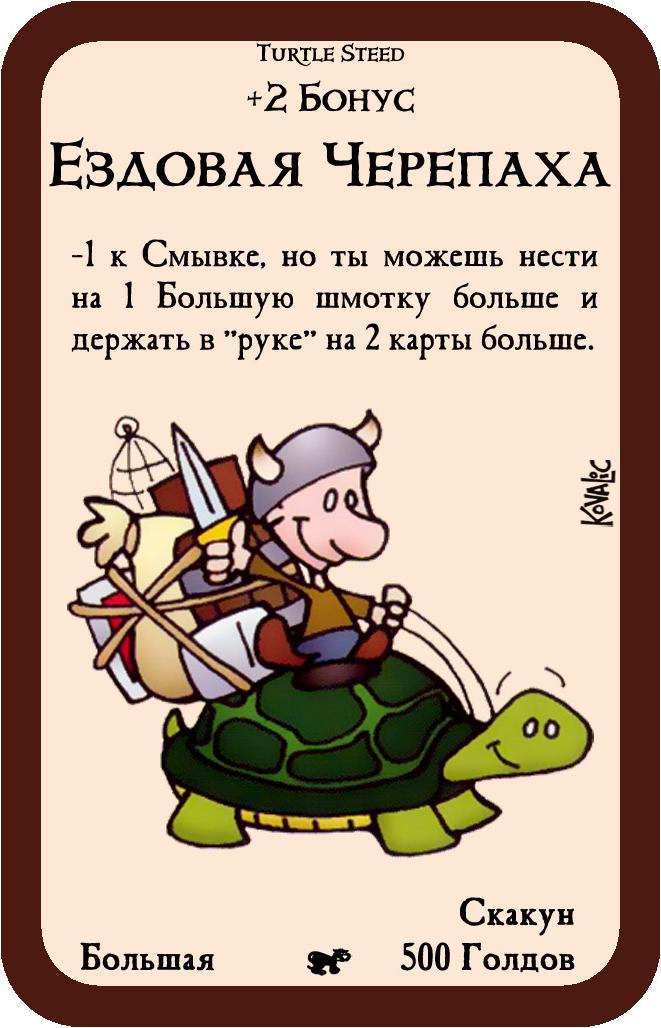 Turtle Steed
+2 Бонус
Ездовая Черепаха
-1 к Смывке, но ты можешь нести
на 1 Большую шмотку больше и
держать в "руке" на 2 карты больше.
Kovalic
Скакун
Большая 500 Голдов